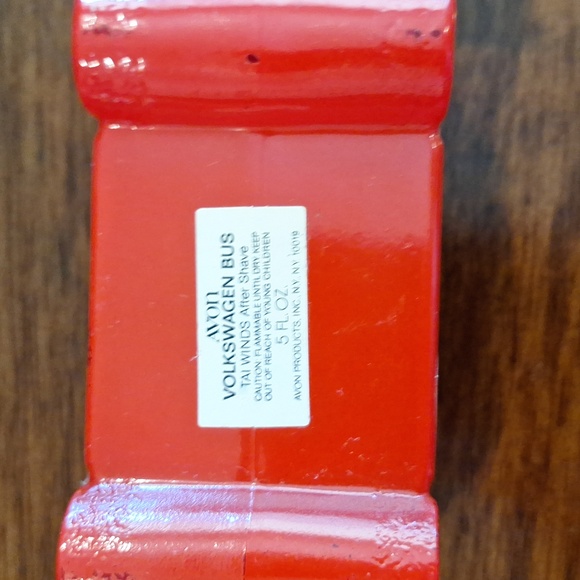 AVON
VOLKSWAGEN BUS
TAI WINDS After Shave
CAUTION FLAMMABLE UNTIL DRY KEEP
OUT OF REACH OF YOUNG CHILDREN
5 FL. OZ.
AVON PRODUCTS, INC. NY. NY. 10019